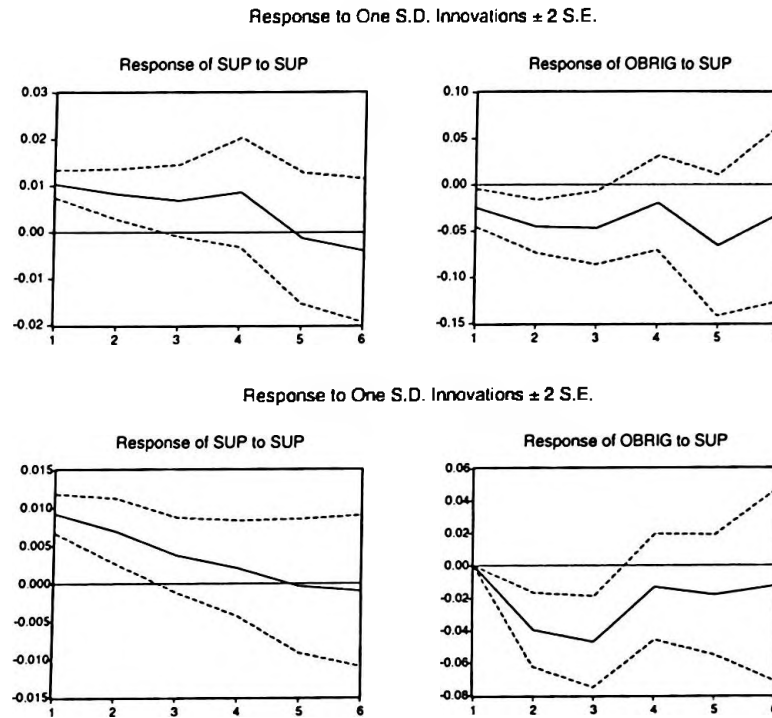 Response to One S.D. Innovations ± 2 S.E.
Response of SUP to SUP
0.03
0.02
0.01
0.00
-0.01
-0.02
1 2 3 4 5 6
Response of OBRIG to SUP
0.10
0.05
0.00
-0.05
-0.10
-0.15
1 2 3 4 5 6
Response to One S.D. Innovations ± 2 S.E.
Response of SUP to SUP
0.015
0.010
0.005
0.000
-0.005
-0.010
-0.015
1 2 3 4 5 6
Response of OBRIG to SUP
0.06
0.04
0.02
0.00
-0.02
-0.04
-0.06
-0.08
1 2 3 4 5 6